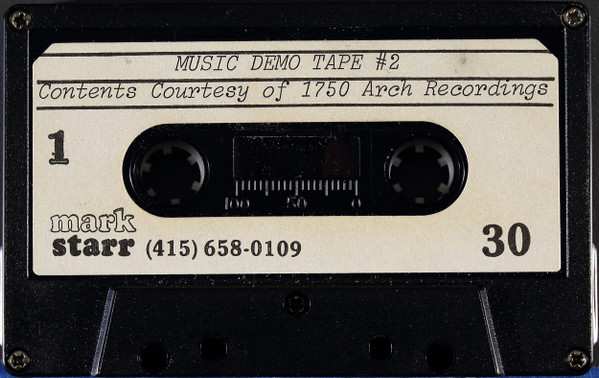 MUSIC DEMO TAPE #2
Contents Courtesy of 1750 Arch Recordings
1
100 50 0
mark
starr (415) 658-0109
30